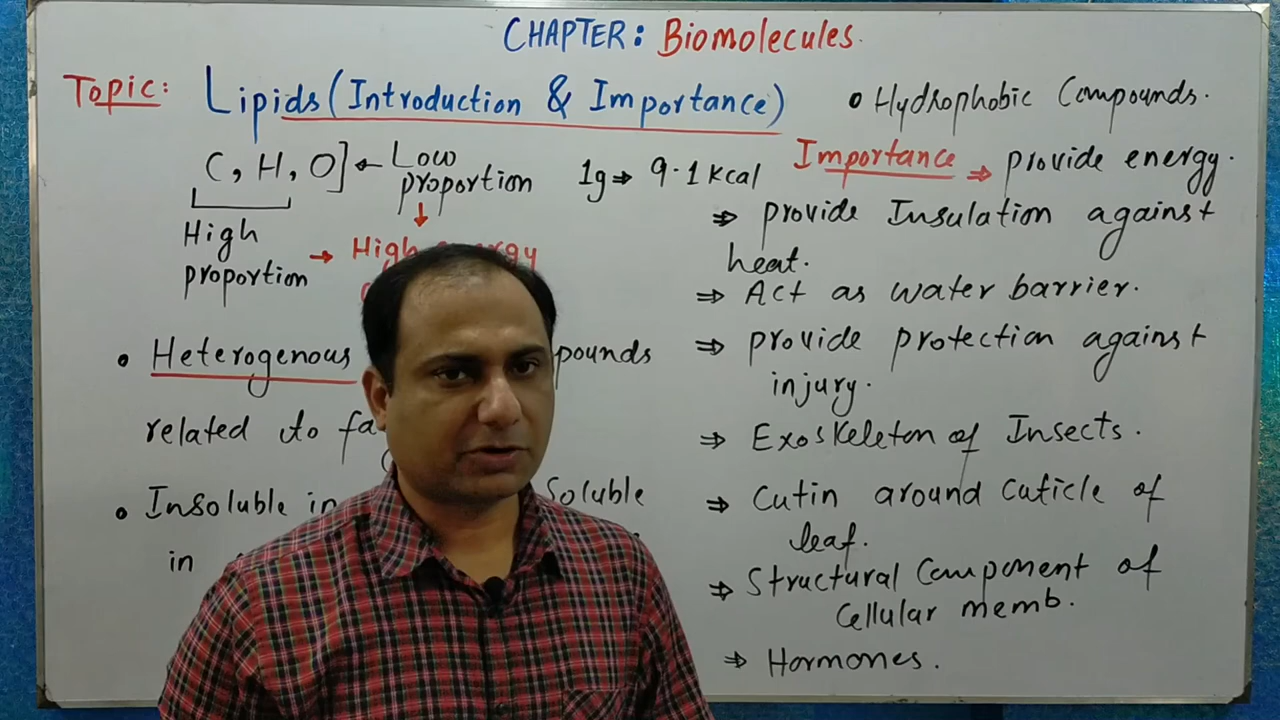 CHAPTER: Biomolecules.
Topic: Lipids (Introduction & Importance)
C, H, O] ← Low
proportion
High
proportion → High
1g ⇒ 9.1 kcal
• Heterogenous
related to
• Insoluble in Soluble
in
• Hydrophobic Compounds.
Importance ⇒ provide energy.
⇒ provide Insulation against
heat.
⇒ Act as water barrier.
⇒ provide protection against
injury.
⇒ Exoskeleton of Insects.
⇒ Cutin around cuticle of
leaf.
⇒ Structural Component of
Cellular memb.
⇒ Hormones.